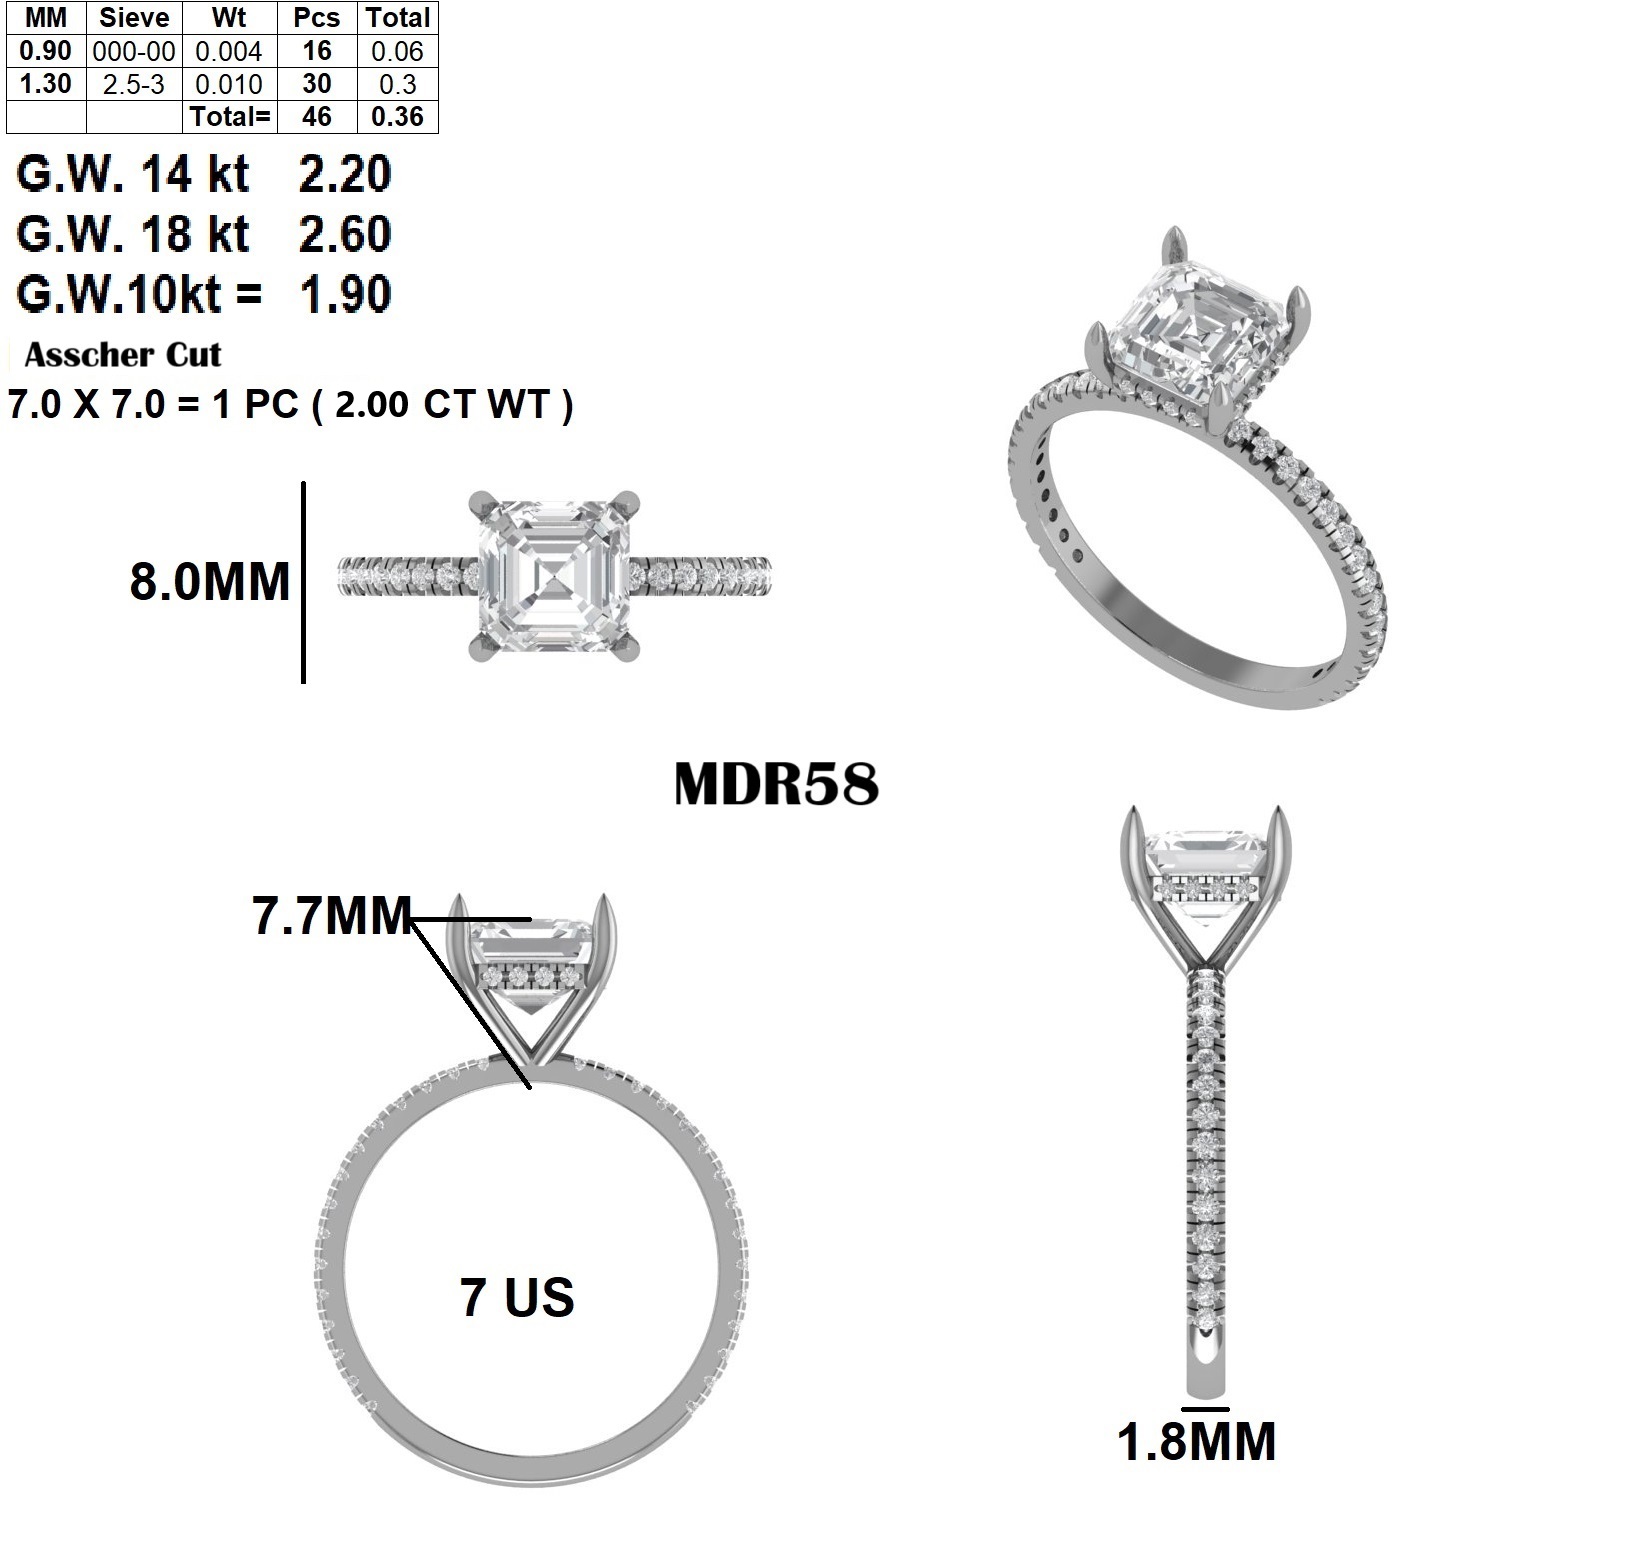 MM Sieve Wt Pcs Total
0.90 000-00 0.004 16 0.06
1.30 2.5-3 0.010 30 0.3
Total= 46 0.36
G.W. 14 kt 2.20
G.W. 18 kt 2.60
G.W.10kt = 1.90
Asscher Cut
7.0 X 7.0 = 1 PC ( 2.00 CT WT )
8.0MM
MDR58
7.7MM
7 US
1.8MM